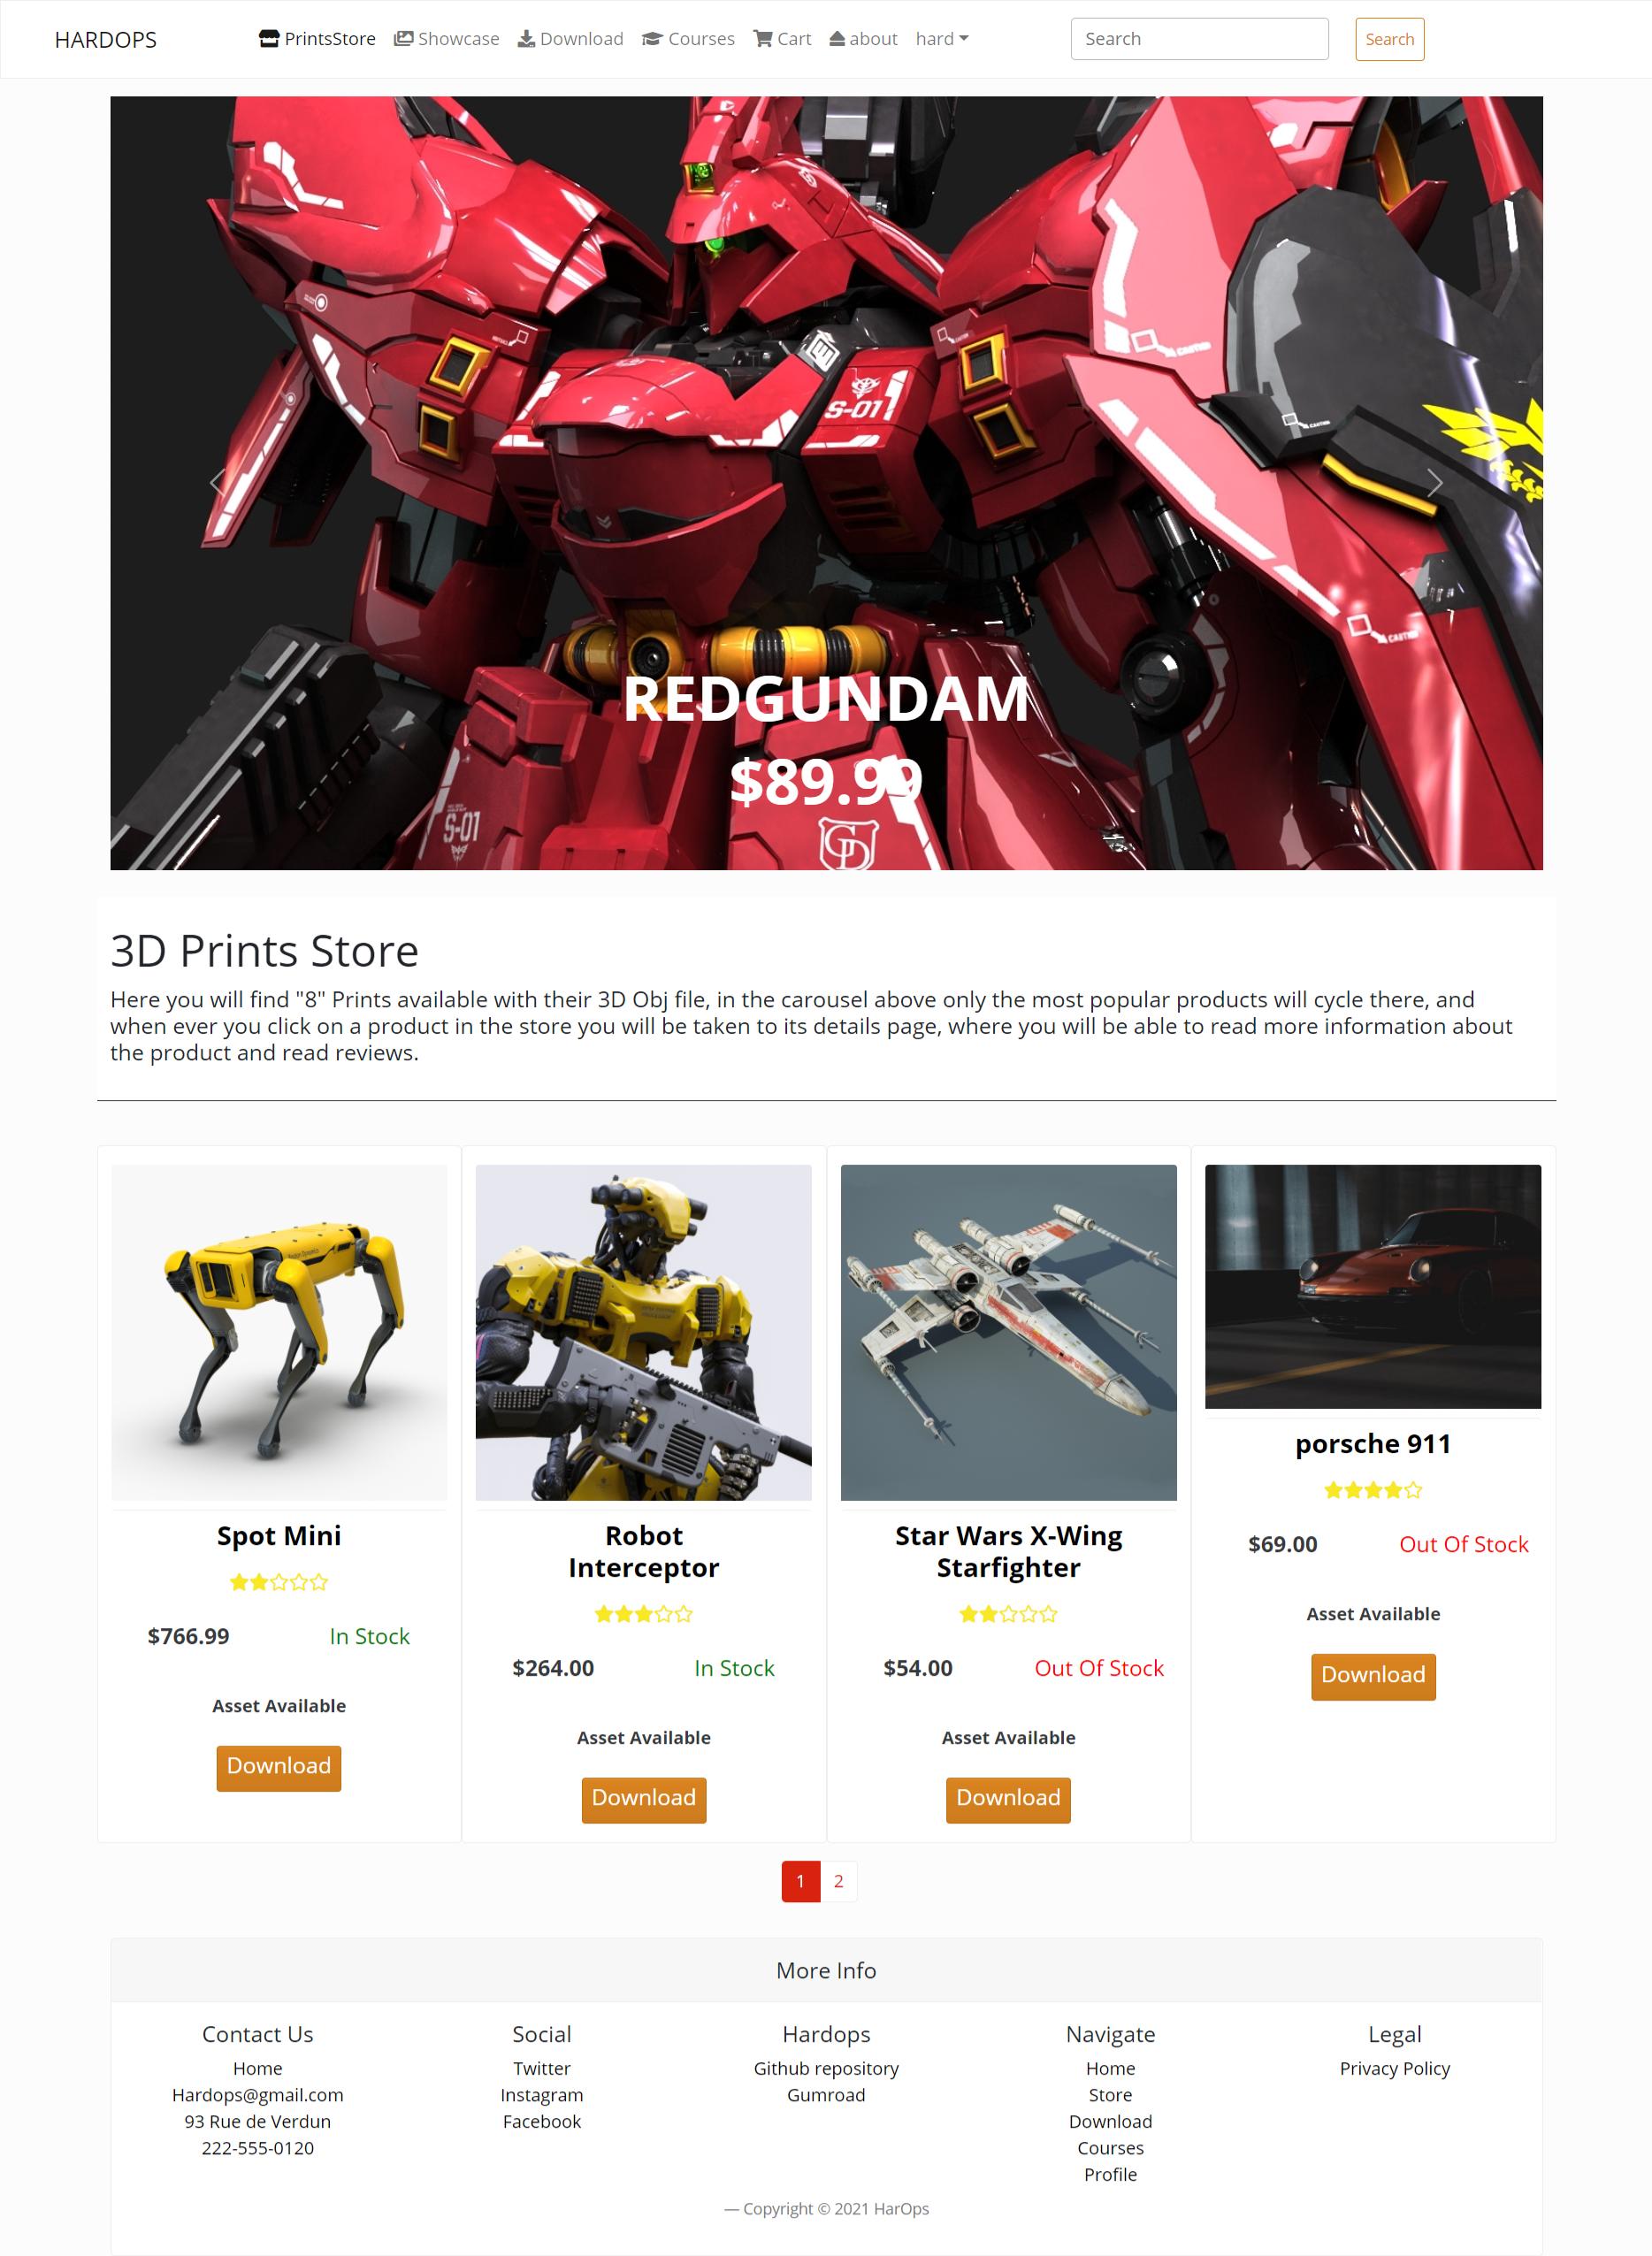 HARDOPS
PrintsStore Showcase Download Courses Cart about hard
Search
Search
S-01
CAUTION
CAUTION
CAUTION
S-01
REDGUNDAM
$89.99
3D Prints Store
Here you will find "8" Prints available with their 3D Obj file, in the carousel above only the most popular products will cycle there, and
when ever you click on a product in the store you will be taken to its details page, where you will be able to read more information about
the product and read reviews.
Spot Mini
$766.99 In Stock
Asset Available
Download
Robot
Interceptor
$264.00 In Stock
Asset Available
Download
Star Wars X-Wing
Starfighter
$54.00 Out Of Stock
Asset Available
Download
porsche 911
$69.00 Out Of Stock
Asset Available
Download
1 2
More Info
Contact Us
Home
Hardops@gmail.com
93 Rue de Verdun
222-555-0120
Social
Twitter
Instagram
Facebook
Hardops
Github repository
Gumroad
Navigate
Home
Store
Download
Courses
Profile
Legal
Privacy Policy
— Copyright © 2021 HarOps